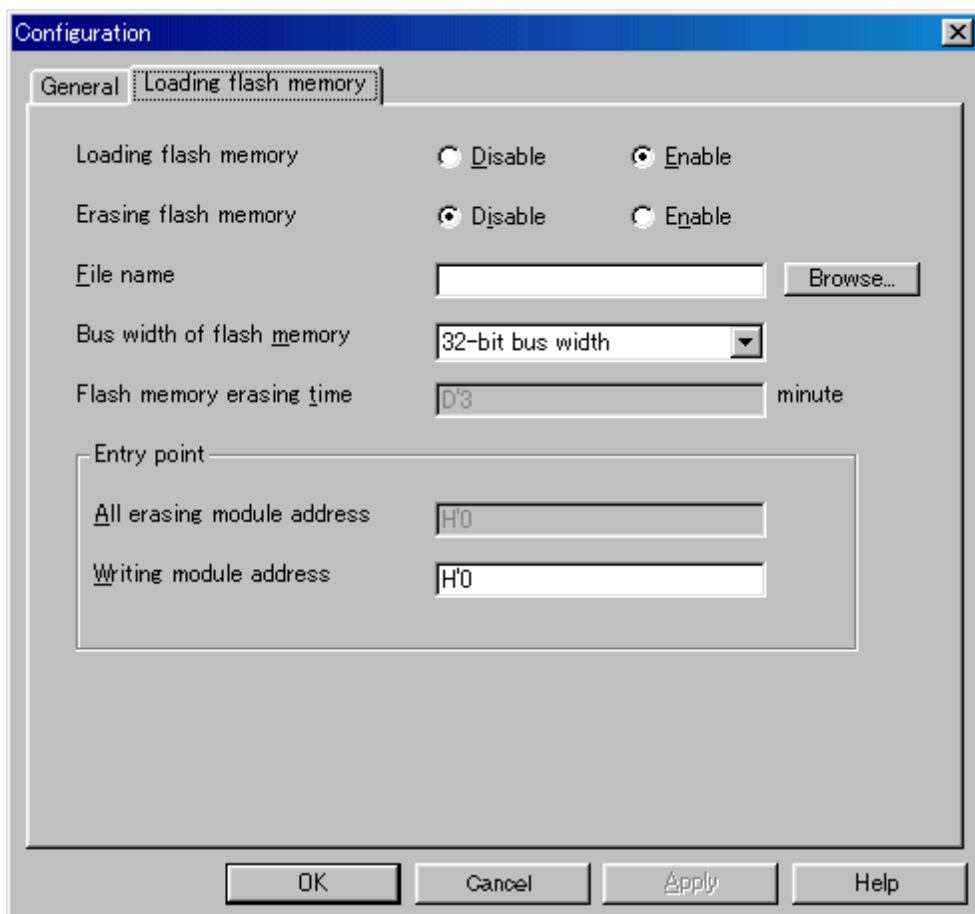 Configuration
General Loading flash memory
Loading flash memory Disable Enable
Erasing flash memory Disable Enable
File name Browse...
Bus width of flash memory 32-bit bus width
Flash memory erasing time D'3 minute
Entry point
All erasing module address H'0
Writing module address H'0
OK Cancel Apply Help